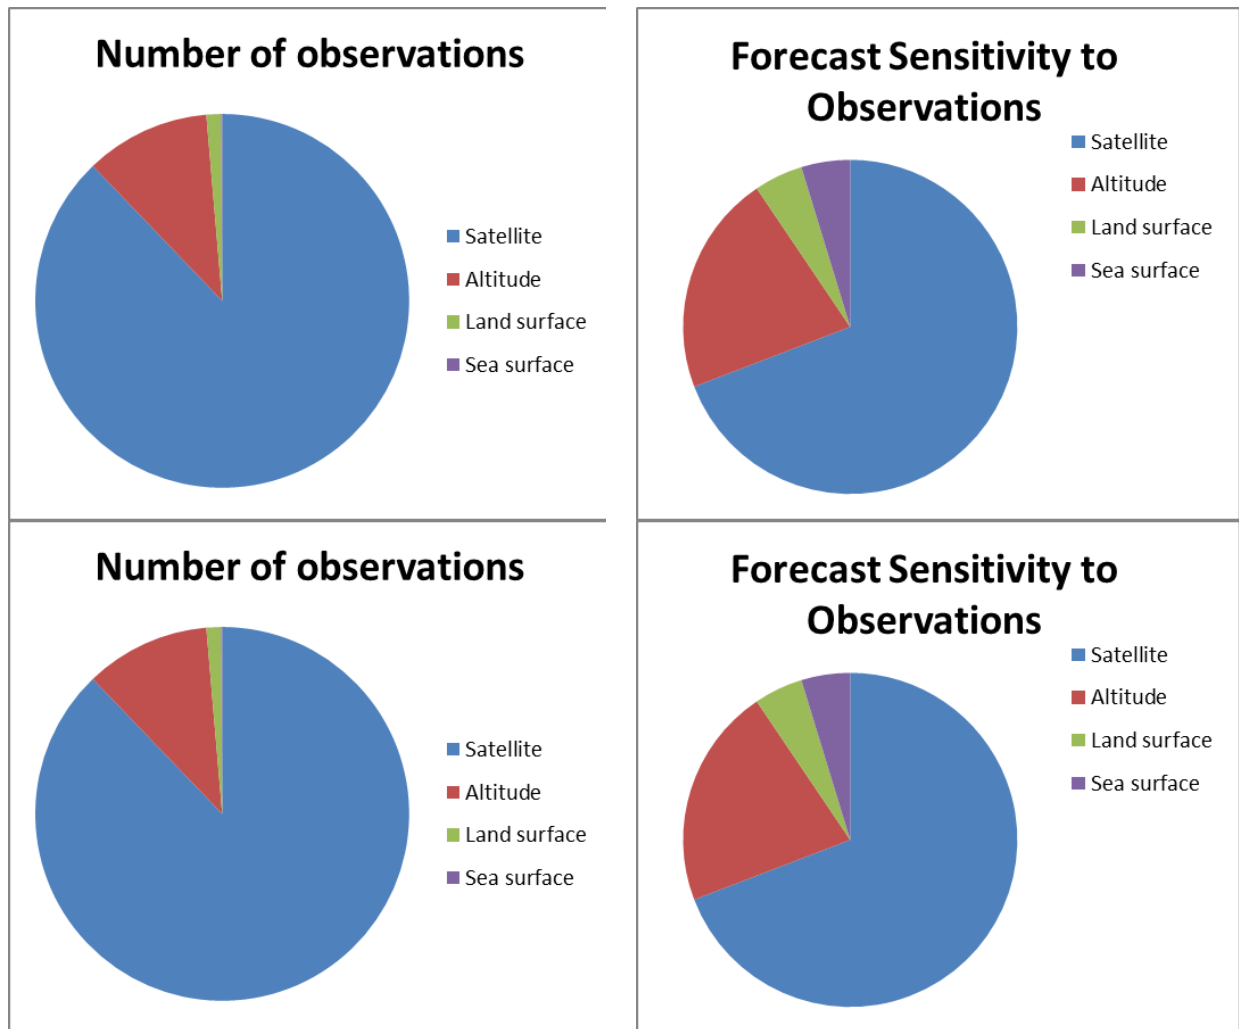 Number of observations
Satellite
Altitude
Land surface
Sea surface
Forecast Sensitivity to
Observations
Satellite
Altitude
Land surface
Sea surface
Number of observations
Satellite
Altitude
Land surface
Sea surface
Forecast Sensitivity to
Observations
Satellite
Altitude
Land surface
Sea surface